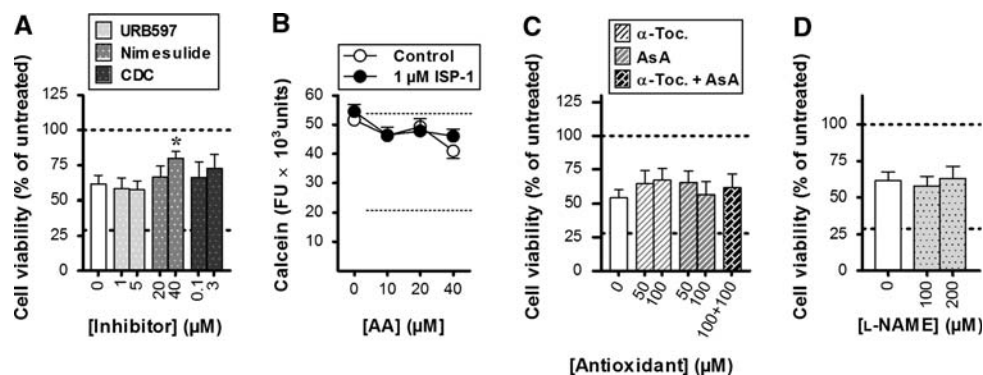 A
URB597
Nimesulide
CDC
Cell viability (% of untreated)
125
100
75
50
25
0
*
0
1
5
20
40
0.1
3
[Inhibitor] (µM)
B
Control
1 µM ISP-1
Calcein (FU × 10³ units)
60
50
40
30
20
10
0
10
20
40
[AA] (µM]
C
α-Toc.
AsA
α-Toc. + AsA
Cell viability (% of untreated)
125
100
75
50
25
0
0
50
100
50
100
100+100
[Antioxidant] (µM)
D
Cell viability (% of untreated)
125
100
75
50
25
0
0
100
200
[L-NAME] (µM)